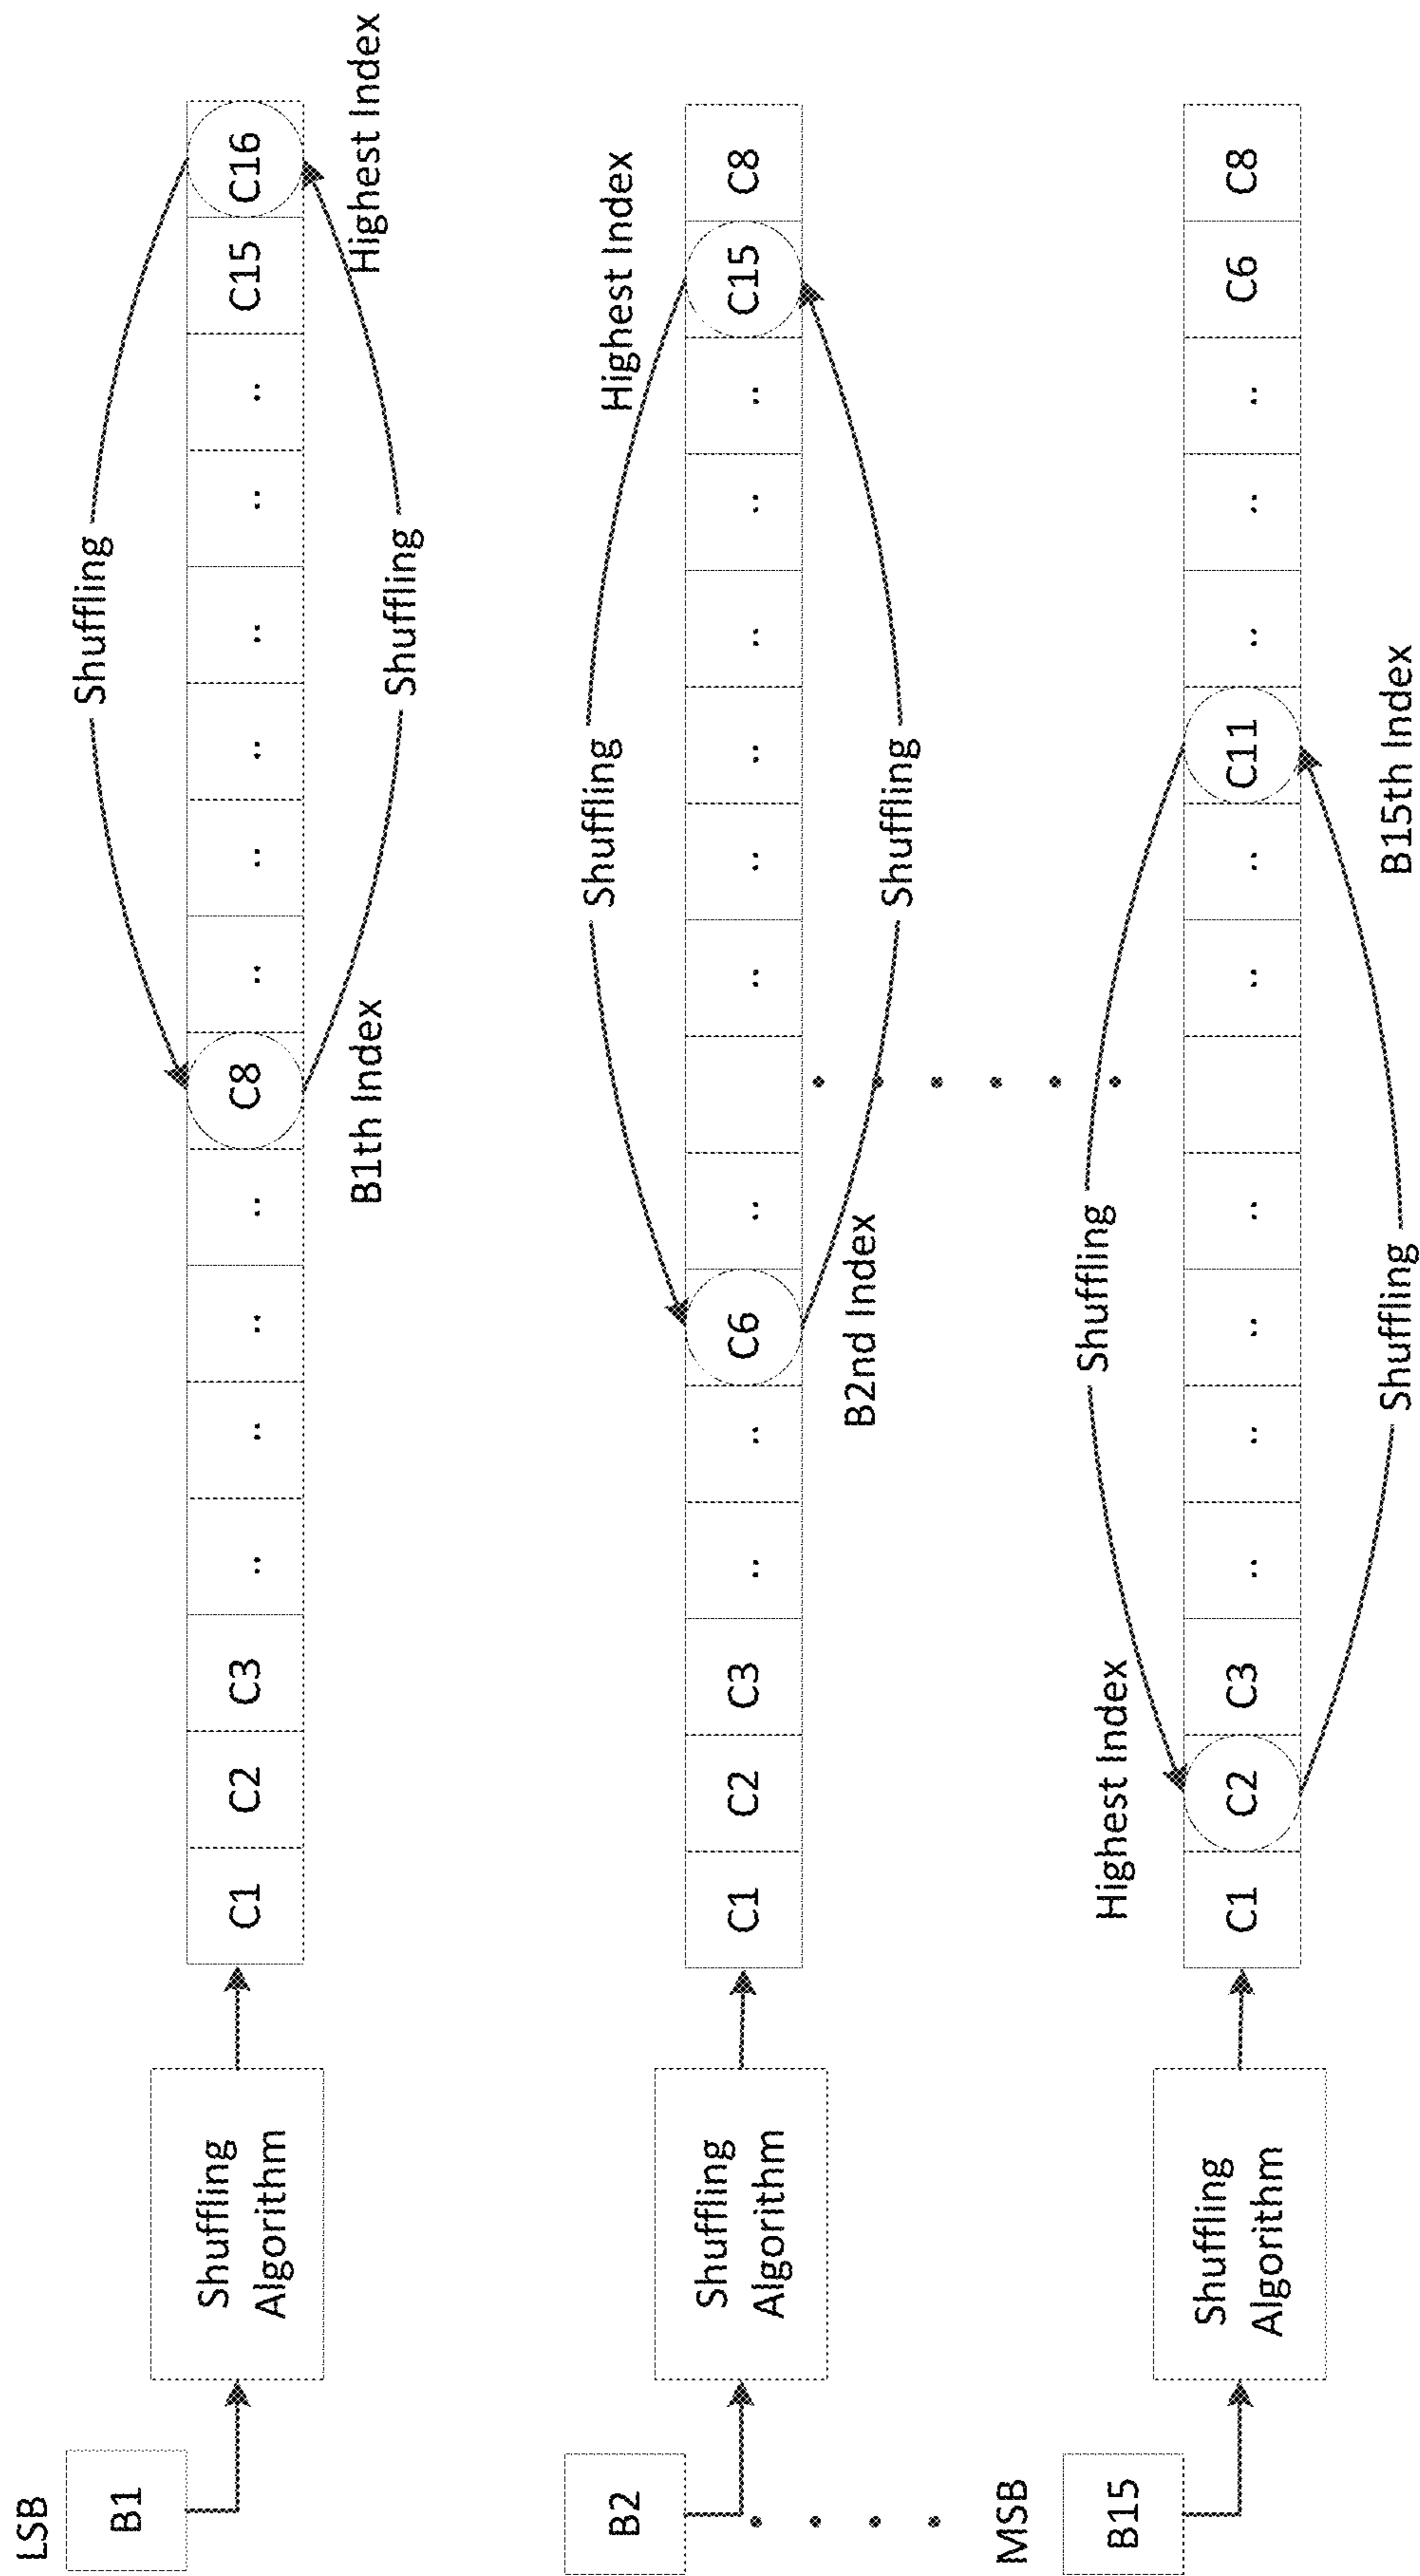 LSB
B1
Shuffling
Algorithm
Shuffling
C1 C2 C3 .. .. .. .. C8 .. .. .. .. .. .. C15 C16
B1th Index
Highest Index
Shuffling
B2
Shuffling
Algorithm
Shuffling
Highest Index
C1 C2 C3 .. .. C6 .. .. .. .. .. .. .. C15 C8
B2nd Index
Shuffling
MSB
B15
Shuffling
Algorithm
Highest Index
Shuffling
C1 C2 C3 .. .. .. .. .. .. C11 .. .. .. C6 C8
Shuffling
B15th Index